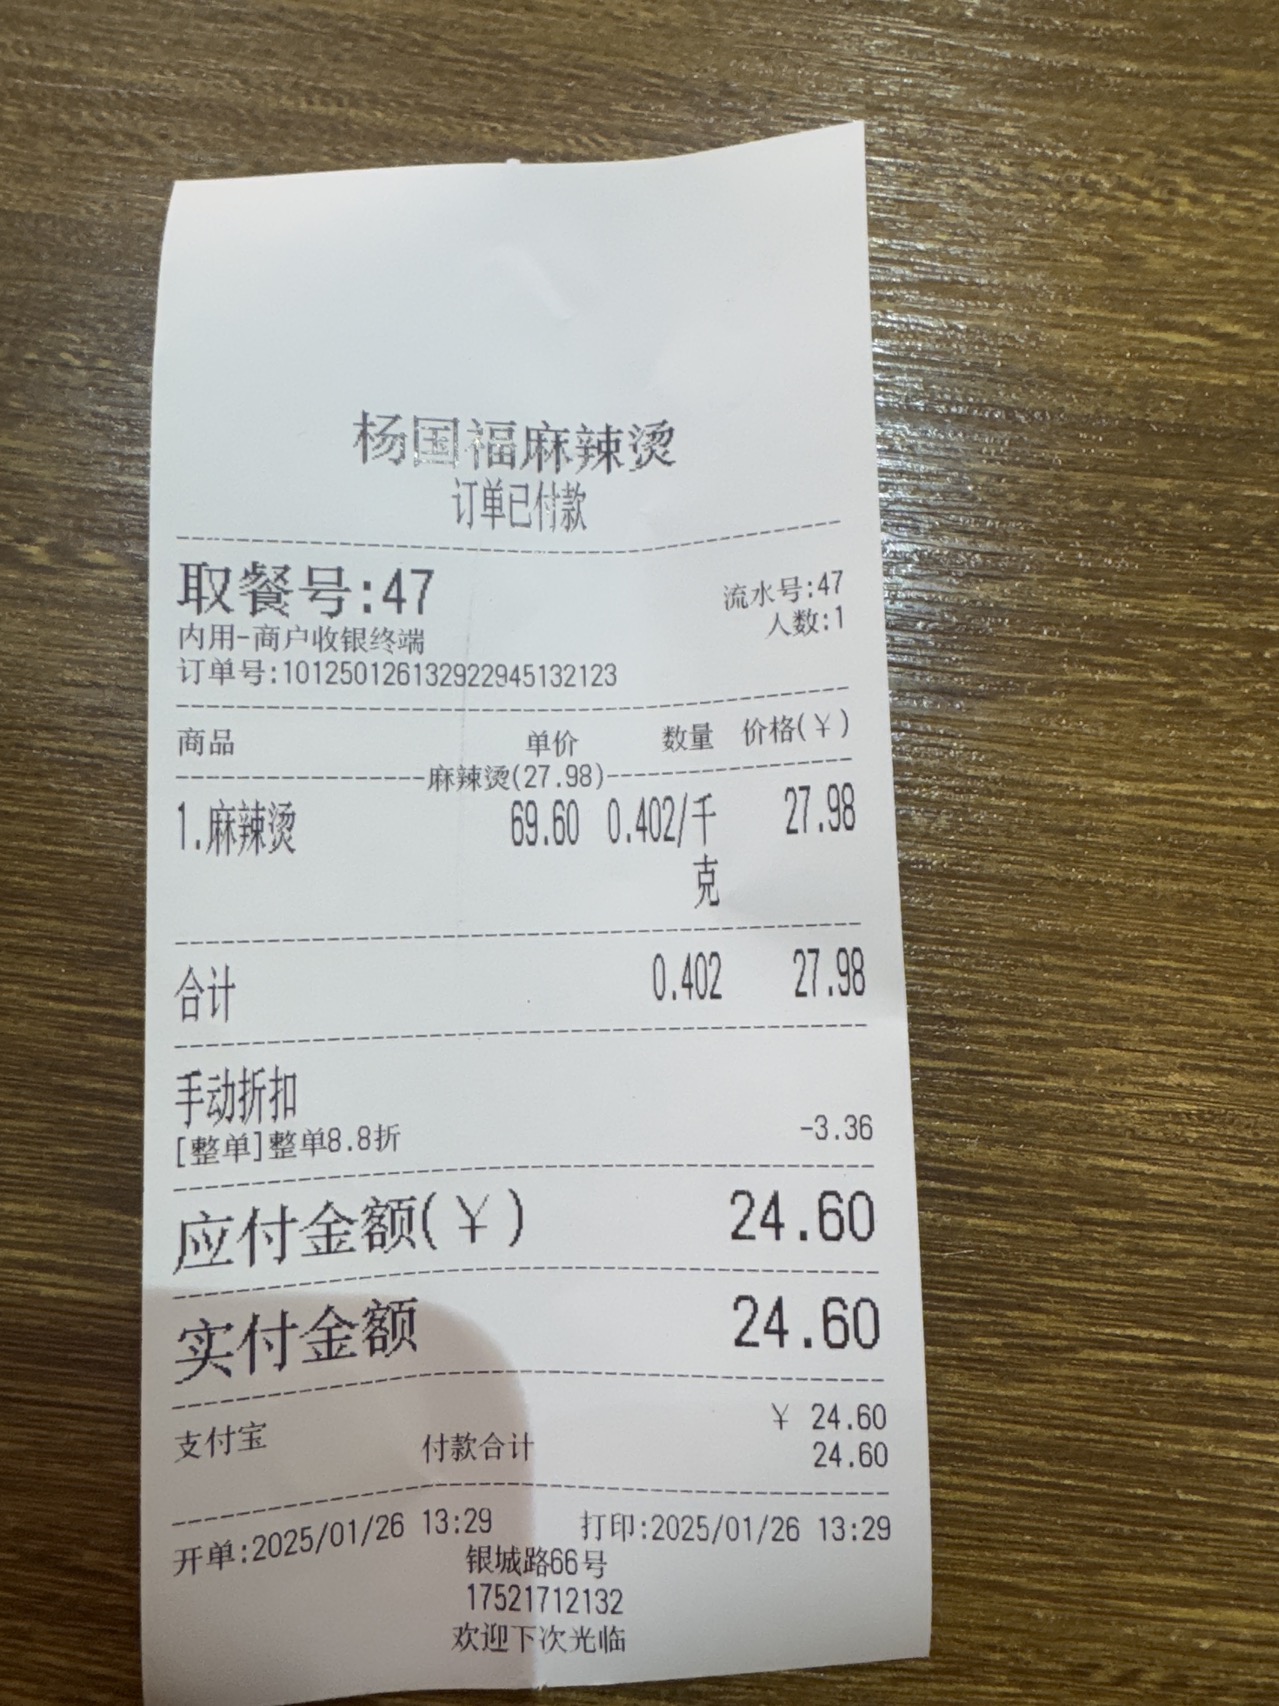 杨国福麻辣烫
订单已付款
取餐号:47 流水号:47
内用-商户收银终端 人数:1
订单号:101250126132922945132123
商品 单价 数量 价格(￥)
麻辣烫(27.98)
1.麻辣烫 69.60 0.402/千克 27.98
合计 0.402 27.98
手动折扣
[整单]整单8.8折 -3.36
应付金额(￥) 24.60
实付金额 24.60
支付宝 ￥ 24.60
付款合计 24.60
开单:2025/01/26 13:29 打印:2025/01/26 13:29
银城路66号
17521712132
欢迎下次光临